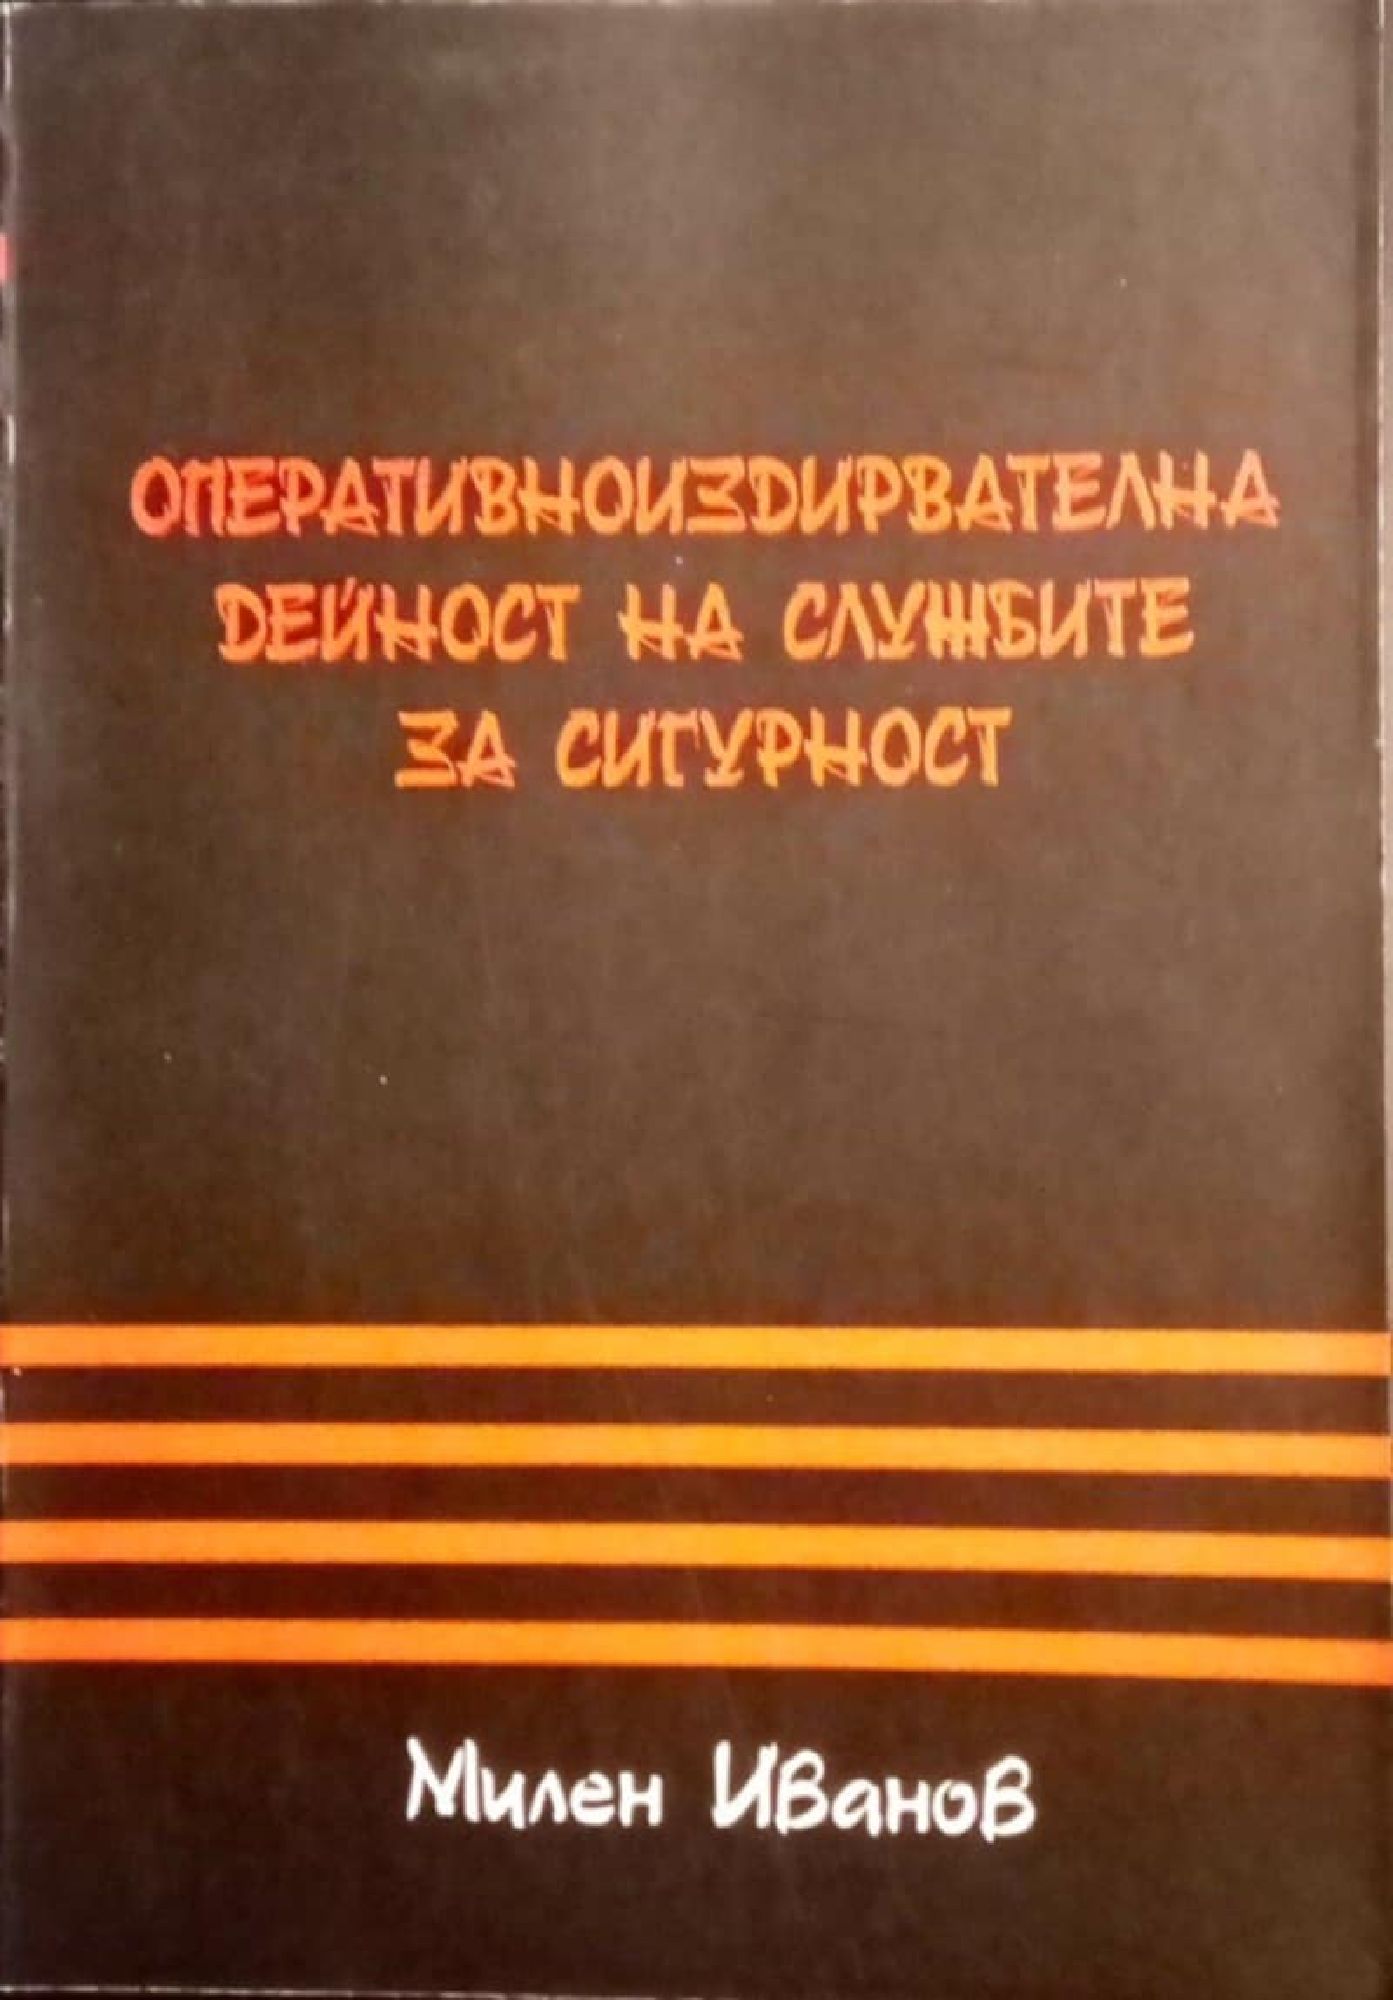 ОПЕРАТИВНОИЗДИРВАТЕЛНА
ДЕЙНОСТ НА СЛУЖБИТЕ
ЗА СИГУРНОСТ
Милен Иванов